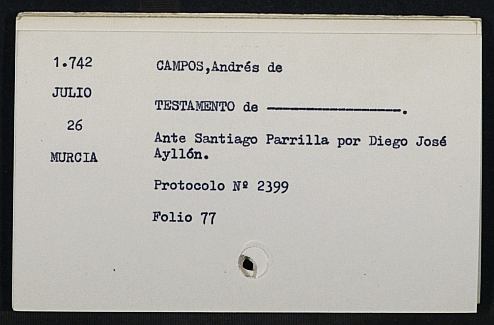 1.742
JULIO
26
MURCIA
CAMPOS,Andrés de
TESTAMENTO de ———————————.
Ante Santiago Parrilla por Diego José
Ayllón.
Protocolo Nº 2399
Folio 77